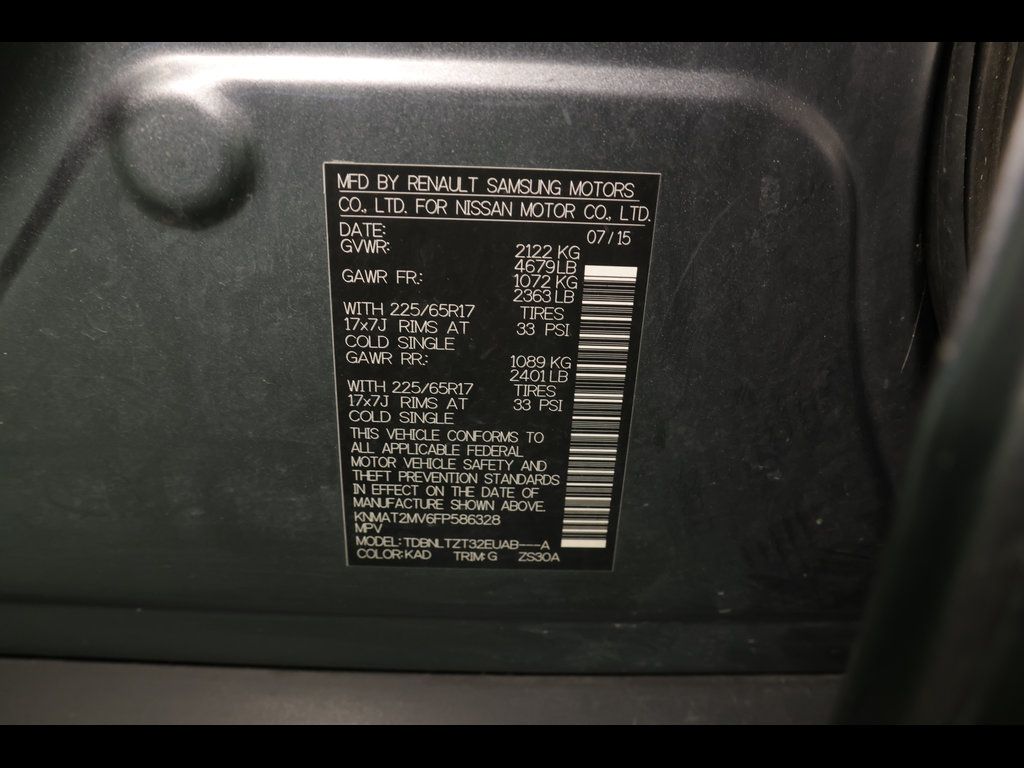 MFD BY RENAULT SAMSUNG MOTORS
CO., LTD. FOR NISSAN MOTOR CO., LTD.
DATE: 07/15
GVWR: 2122 KG
4679LB
GAWR FR.: 1072 KG
2363 LB
WITH 225/65R17 TIRES
17x7J RIMS AT 33 PSI
COLD SINGLE
GAWR RR.: 1089 KG
2401 LB
WITH 225/65R17 TIRES
17x7J RIMS AT 33 PSI
COLD SINGLE
THIS VEHICLE CONFORMS TO
ALL APPLICABLE FEDERAL
MOTOR VEHICLE SAFETY AND
THEFT PREVENTION STANDARDS
IN EFFECT ON THE DATE OF
MANUFACTURE SHOWN ABOVE.
KNMAT2MV6FP586328
MPV
MODEL: TDBNLTZT32EUAB---A
COLOR: KAD TRIM: G ZS30A